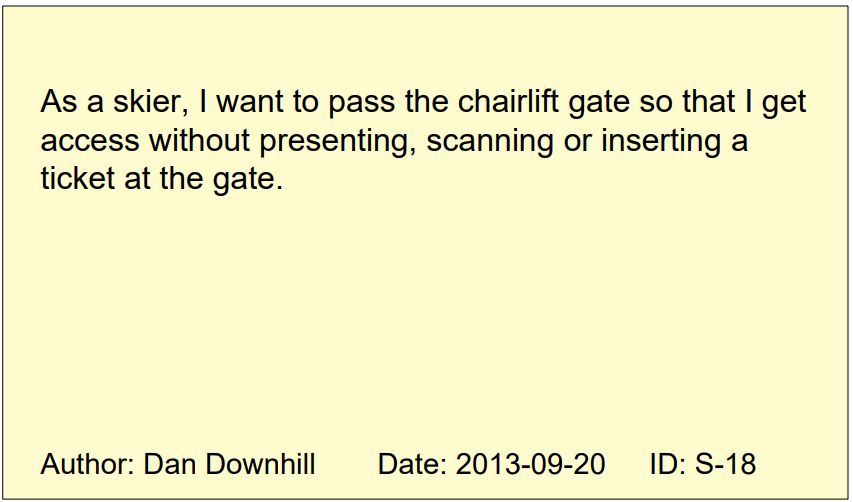 As a skier, I want to pass the chairlift gate so that I get
access without presenting, scanning or inserting a
ticket at the gate.
Author: Dan Downhill Date: 2013-09-20 ID: S-18